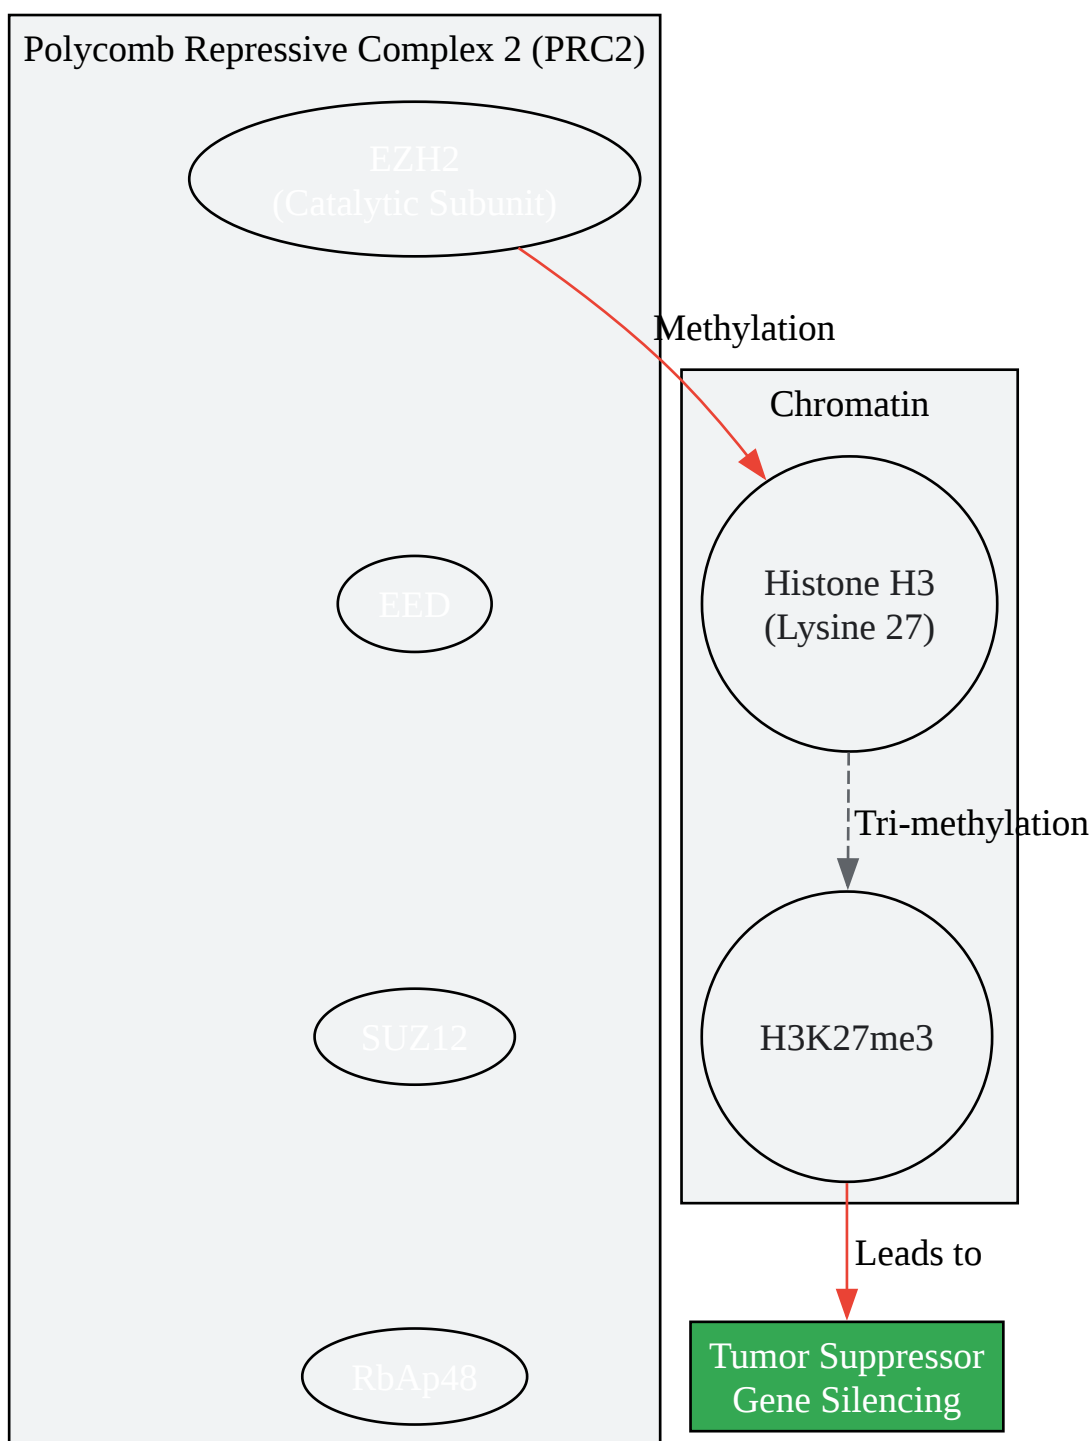 Polycomb Repressive Complex 2 (PRC2)
EZH2
(Catalytic Subunit)
Methylation
Chromatin
Histone H3
(Lysine 27)
EED
Tri-methylation
SUZ12
H3K27me3
Leads to
Tumor Suppressor
Gene Silencing
RbAp48